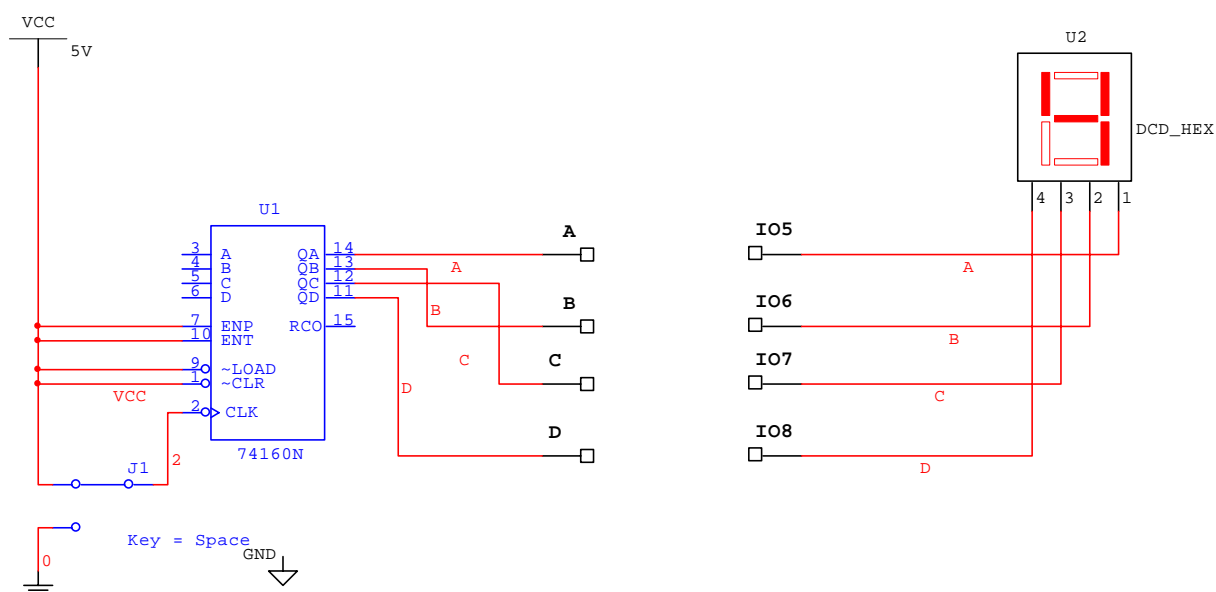 VCC
5V
U2
DCD_HEX
4 3 2 1
U1
A
IO5
3 A QA 14
4 B QB 13
5 C QC 12
6 D QD 11
A
A
B
B
IO6
7 ENP RCO 15
10 ENT
B
C
C
IO7
9 ~LOAD
1 ~CLR
VCC
D
C
2 CLK
D
IO8
74160N
2
J1
D
Key = Space
GND
0